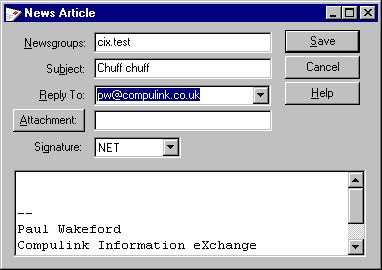 News Article
Newsgroups: cix.test
Save
Subject: Chuff chuff
Cancel
Reply To: pw@compulink.co.uk
Help
Attachment:
Signature: NET
--
Paul Wakeford
Compulink Information eXchange